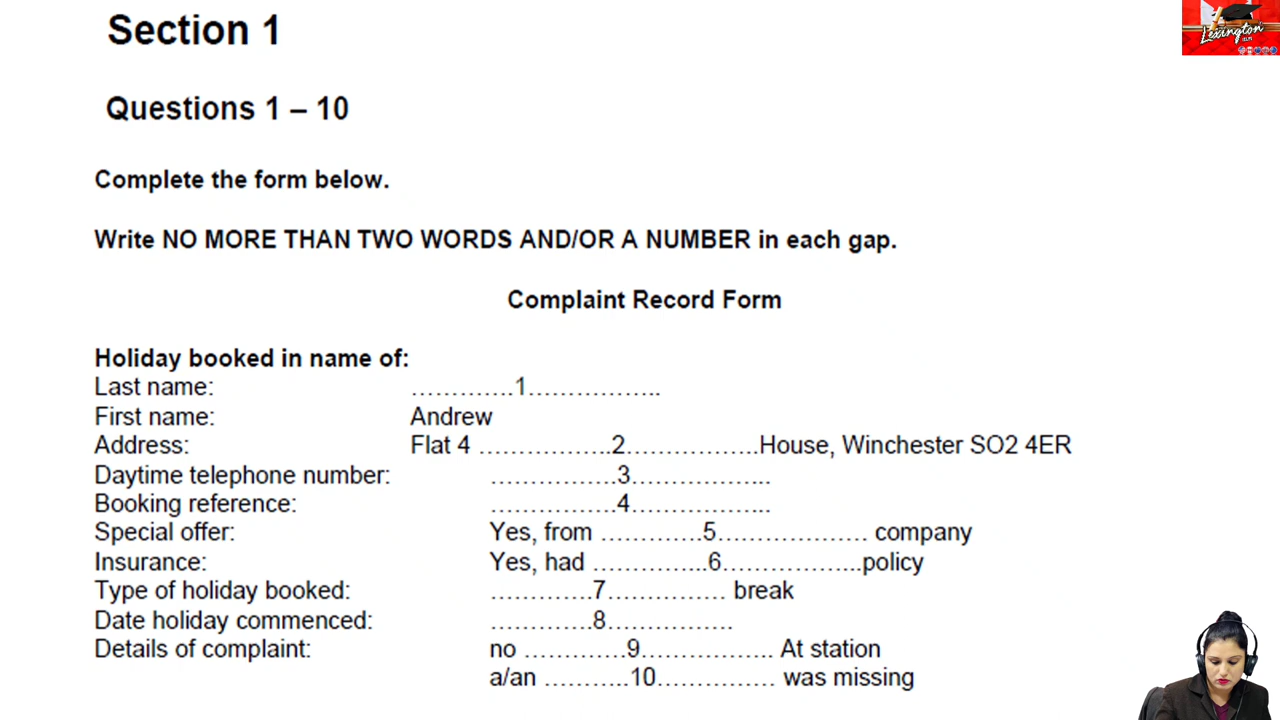 Section 1
Lexington
IELTS
Questions 1 – 10
Complete the form below.
Write NO MORE THAN TWO WORDS AND/OR A NUMBER in each gap.
Complaint Record Form
Holiday booked in name of:
Last name: ………….1……………..
First name: Andrew
Address: Flat 4 ……………..2……………..House, Winchester SO2 4ER
Daytime telephone number: …………….3……………...
Booking reference: …………….4……………...
Special offer: Yes, from ………….5………………. company
Insurance: Yes, had …………..6……………..policy
Type of holiday booked: ………….7…………… break
Date holiday commenced: ………….8…………….
Details of complaint: no ………….9…………….. At station
a/an ………..10…………… was missing